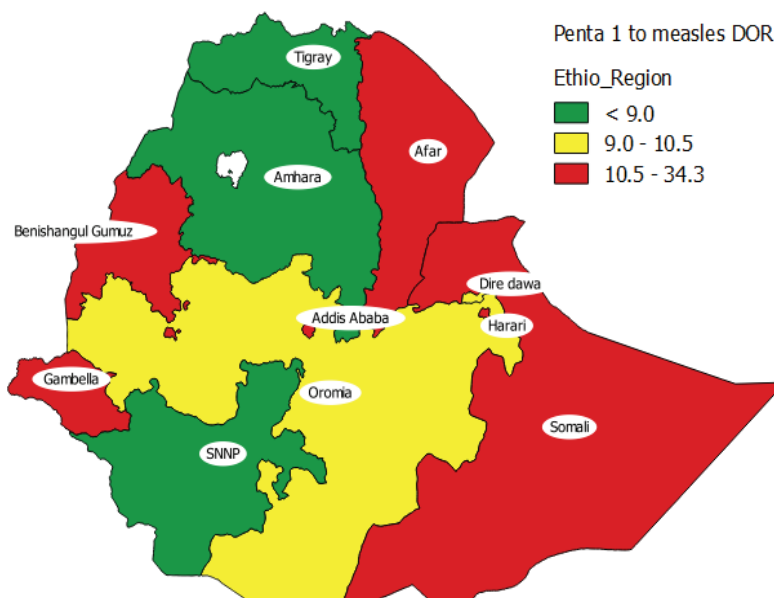 Penta 1 to measles DOR
Ethio_Region
< 9.0
9.0 - 10.5
10.5 - 34.3
Tigray
Afar
Amhara
Benishangul Gumuz
Dire dawa
Addis Ababa
Harari
Gambella
Oromia
Somali
SNNP